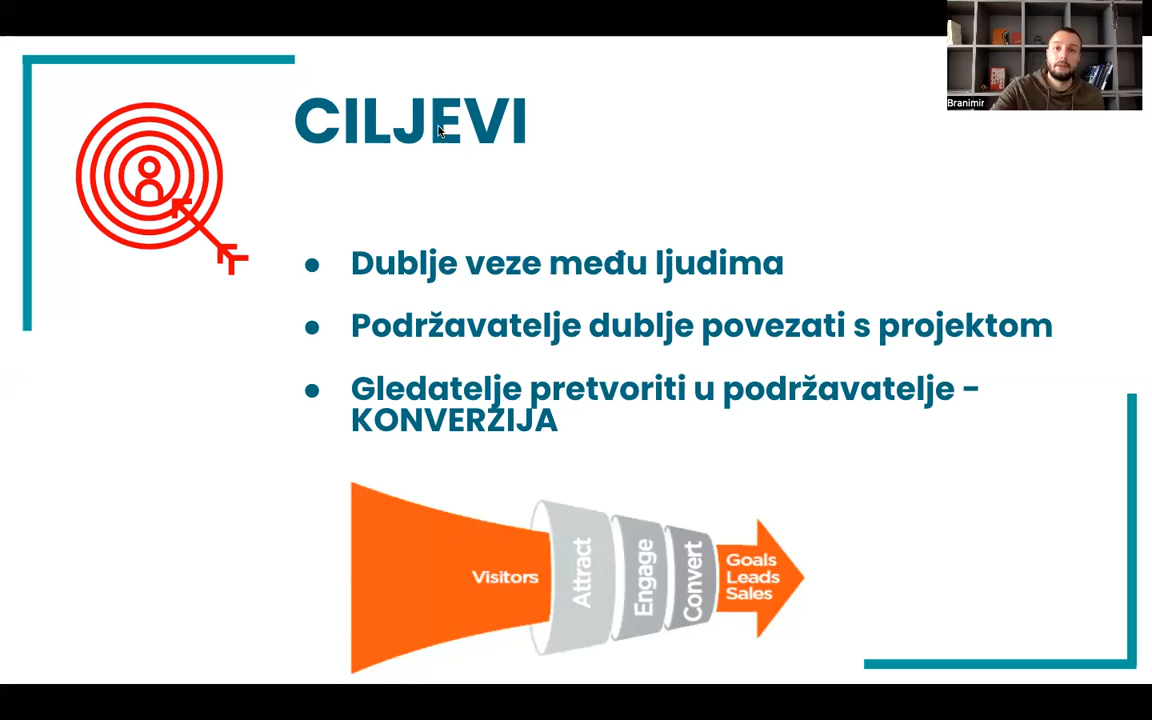 Branimir
CILJEVI
● Dublje veze među ljudima
● Podržavatelje dublje povezati s projektom
● Gledatelje pretvoriti u podržavatelje -
KONVERZIJA
Visitors
Attract
Engage
Convert
Goals
Leads
Sales